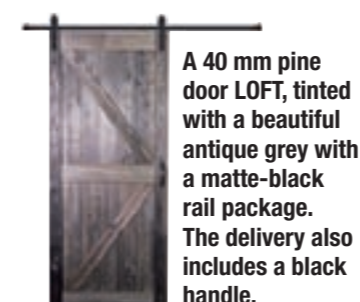 A 40 mm pine
door LOFT, tinted
with a beautiful
antique grey with
a matte-black
rail package.
The delivery also
includes a black
handle.